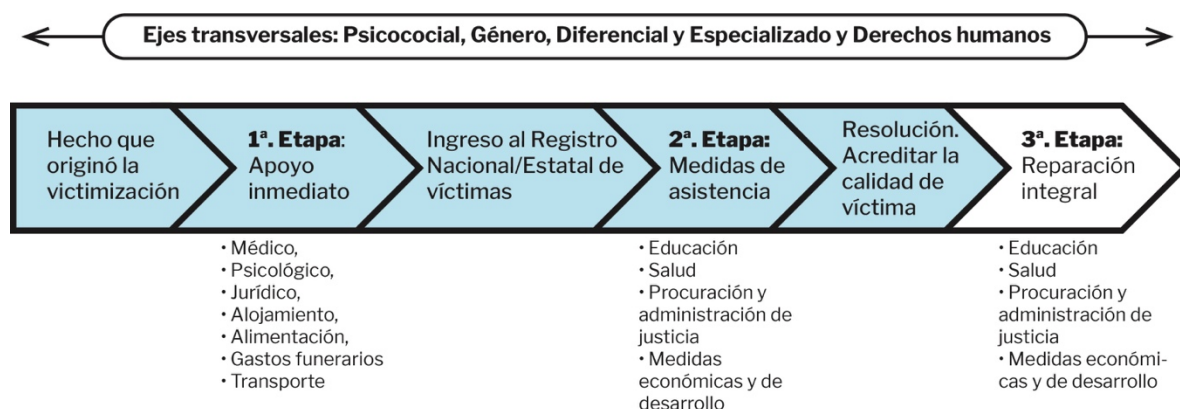 Ejes transversales: Psicocial, Género, Diferencial y Especializado y Derechos humanos
Hecho que
originó la
victimización
1ª. Etapa:
Apoyo
inmediato
Ingreso al Registro
Nacional/Estatal de
víctimas
2ª. Etapa:
Medidas de
asistencia
Resolución.
Acreditar la
calidad de
víctima
3ª. Etapa:
Reparación
integral
• Médico,
• Psicológico,
• Jurídico,
• Alojamiento,
• Alimentación,
• Gastos funerarios
• Transporte
• Educación
• Salud
• Procuración y
administración de
justicia
• Medidas
económicas y de
desarrollo
• Educación
• Salud
• Procuración y
administración de
justicia
• Medidas económi-
cas y de desarrollo